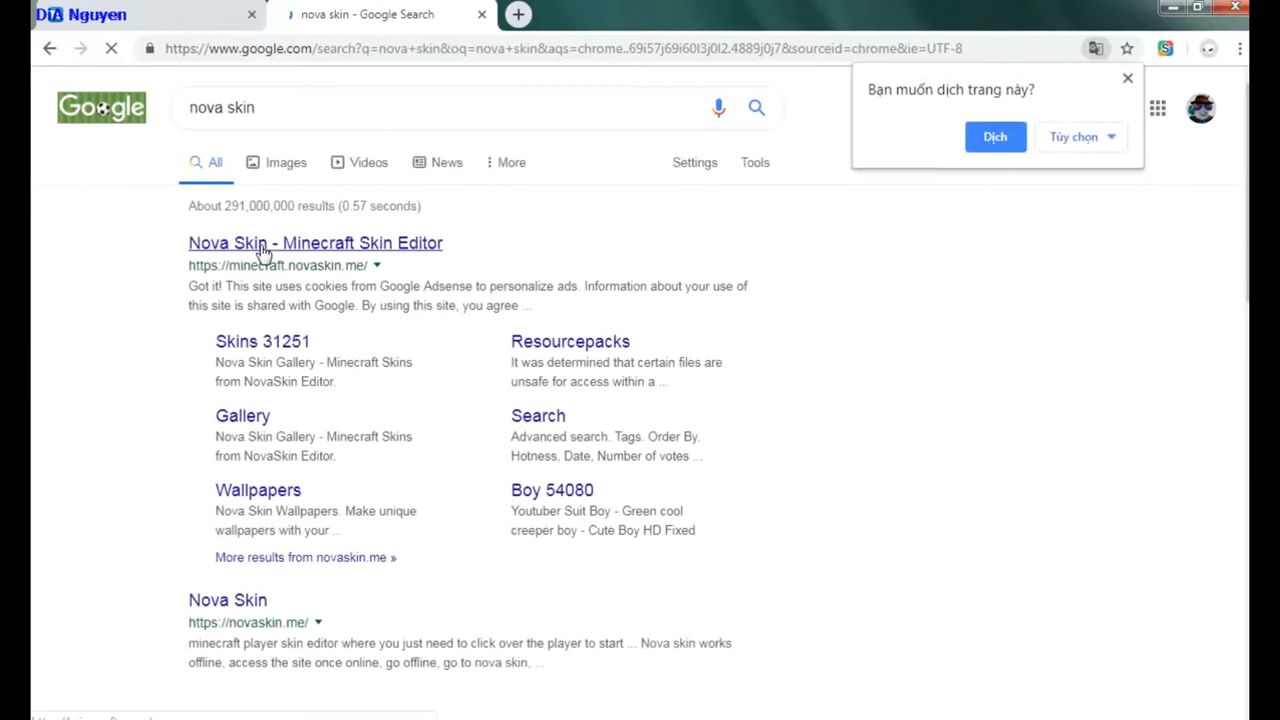 DiA Nguyen
nova skin - Google Search
https://www.google.com/search?q=nova+skin&oq=nova+skin&aqs=chrome..69i57j69i60l3j0l2.4889j0j7&sourceid=chrome&ie=UTF-8
Bạn muốn dịch trang này?
Dịch
Tùy chọn
Google
nova skin
All
Images
Videos
News
More
Settings
Tools
About 291,000,000 results (0.57 seconds)
Nova Skin - Minecraft Skin Editor
https://minecraft.novaskin.me/
Got it! This site uses cookies from Google Adsense to personalize ads. Information about your use of
this site is shared with Google. By using this site, you agree ...
Skins 31251
Nova Skin Gallery - Minecraft Skins
from NovaSkin Editor.
Resourcepacks
It was determined that certain files are
unsafe for access within a ...
Gallery
Nova Skin Gallery - Minecraft Skins
from NovaSkin Editor.
Search
Advanced search. Tags. Order By.
Hotness, Date, Number of votes ...
Wallpapers
Nova Skin Wallpapers. Make unique
wallpapers with your ...
Boy 54080
Youtuber Suit Boy - Green cool
creeper boy - Cute Boy HD Fixed
More results from novaskin.me »
Nova Skin
https://novaskin.me/
minecraft player skin editor where you just need to click over the player to start ... Nova skin works
offline, access the site once online, go offline, go to nova skin, ...